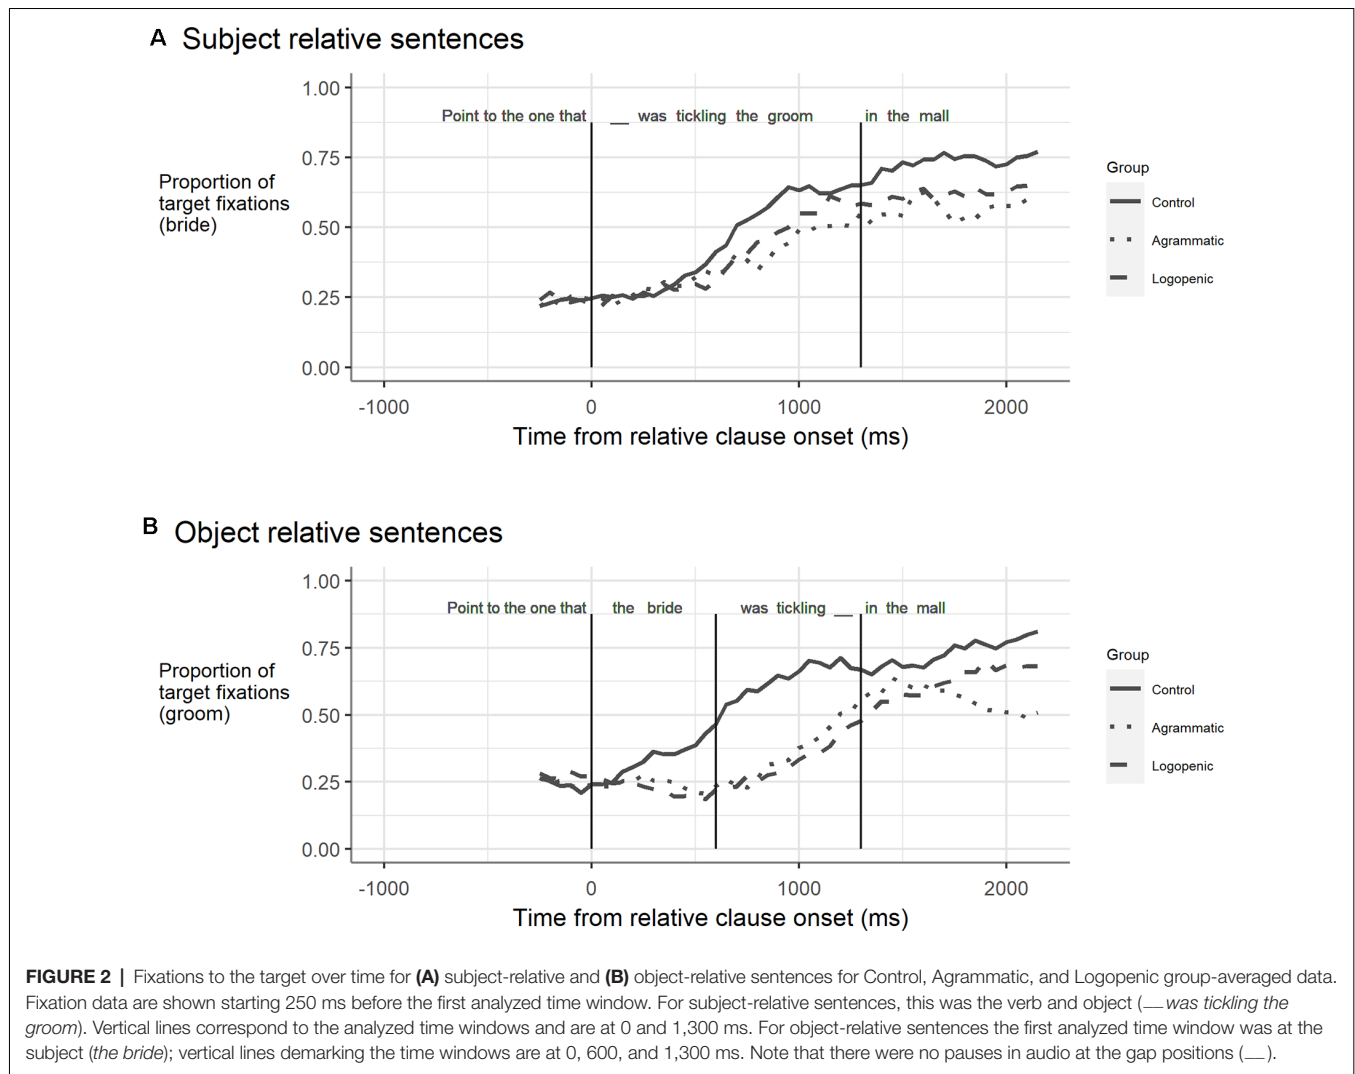 A Subject relative sentences
1.00
Point to the one that __ was tickling the groom in the mall
0.75
Proportion of
target fixations
(bride)
0.50
0.25
0.00
-1000 0 1000 2000
Time from relative clause onset (ms)
Group
Control
Agrammatic
Logopenic
B Object relative sentences
1.00
Point to the one that the bride was tickling __ in the mall
0.75
Proportion of
target fixations
(groom)
0.50
0.25
0.00
-1000 0 1000 2000
Time from relative clause onset (ms)
Group
Control
Agrammatic
Logopenic
FIGURE 2 | Fixations to the target over time for (A) subject-relative and (B) object-relative sentences for Control, Agrammatic, and Logopenic group-averaged data.
Fixation data are shown starting 250 ms before the first analyzed time window. For subject-relative sentences, this was the verb and object (__was tickling the
groom). Vertical lines correspond to the analyzed time windows and are at 0 and 1,300 ms. For object-relative sentences the first analyzed time window was at the
subject (the bride); vertical lines demarking the time windows are at 0, 600, and 1,300 ms. Note that there were no pauses in audio at the gap positions (__).